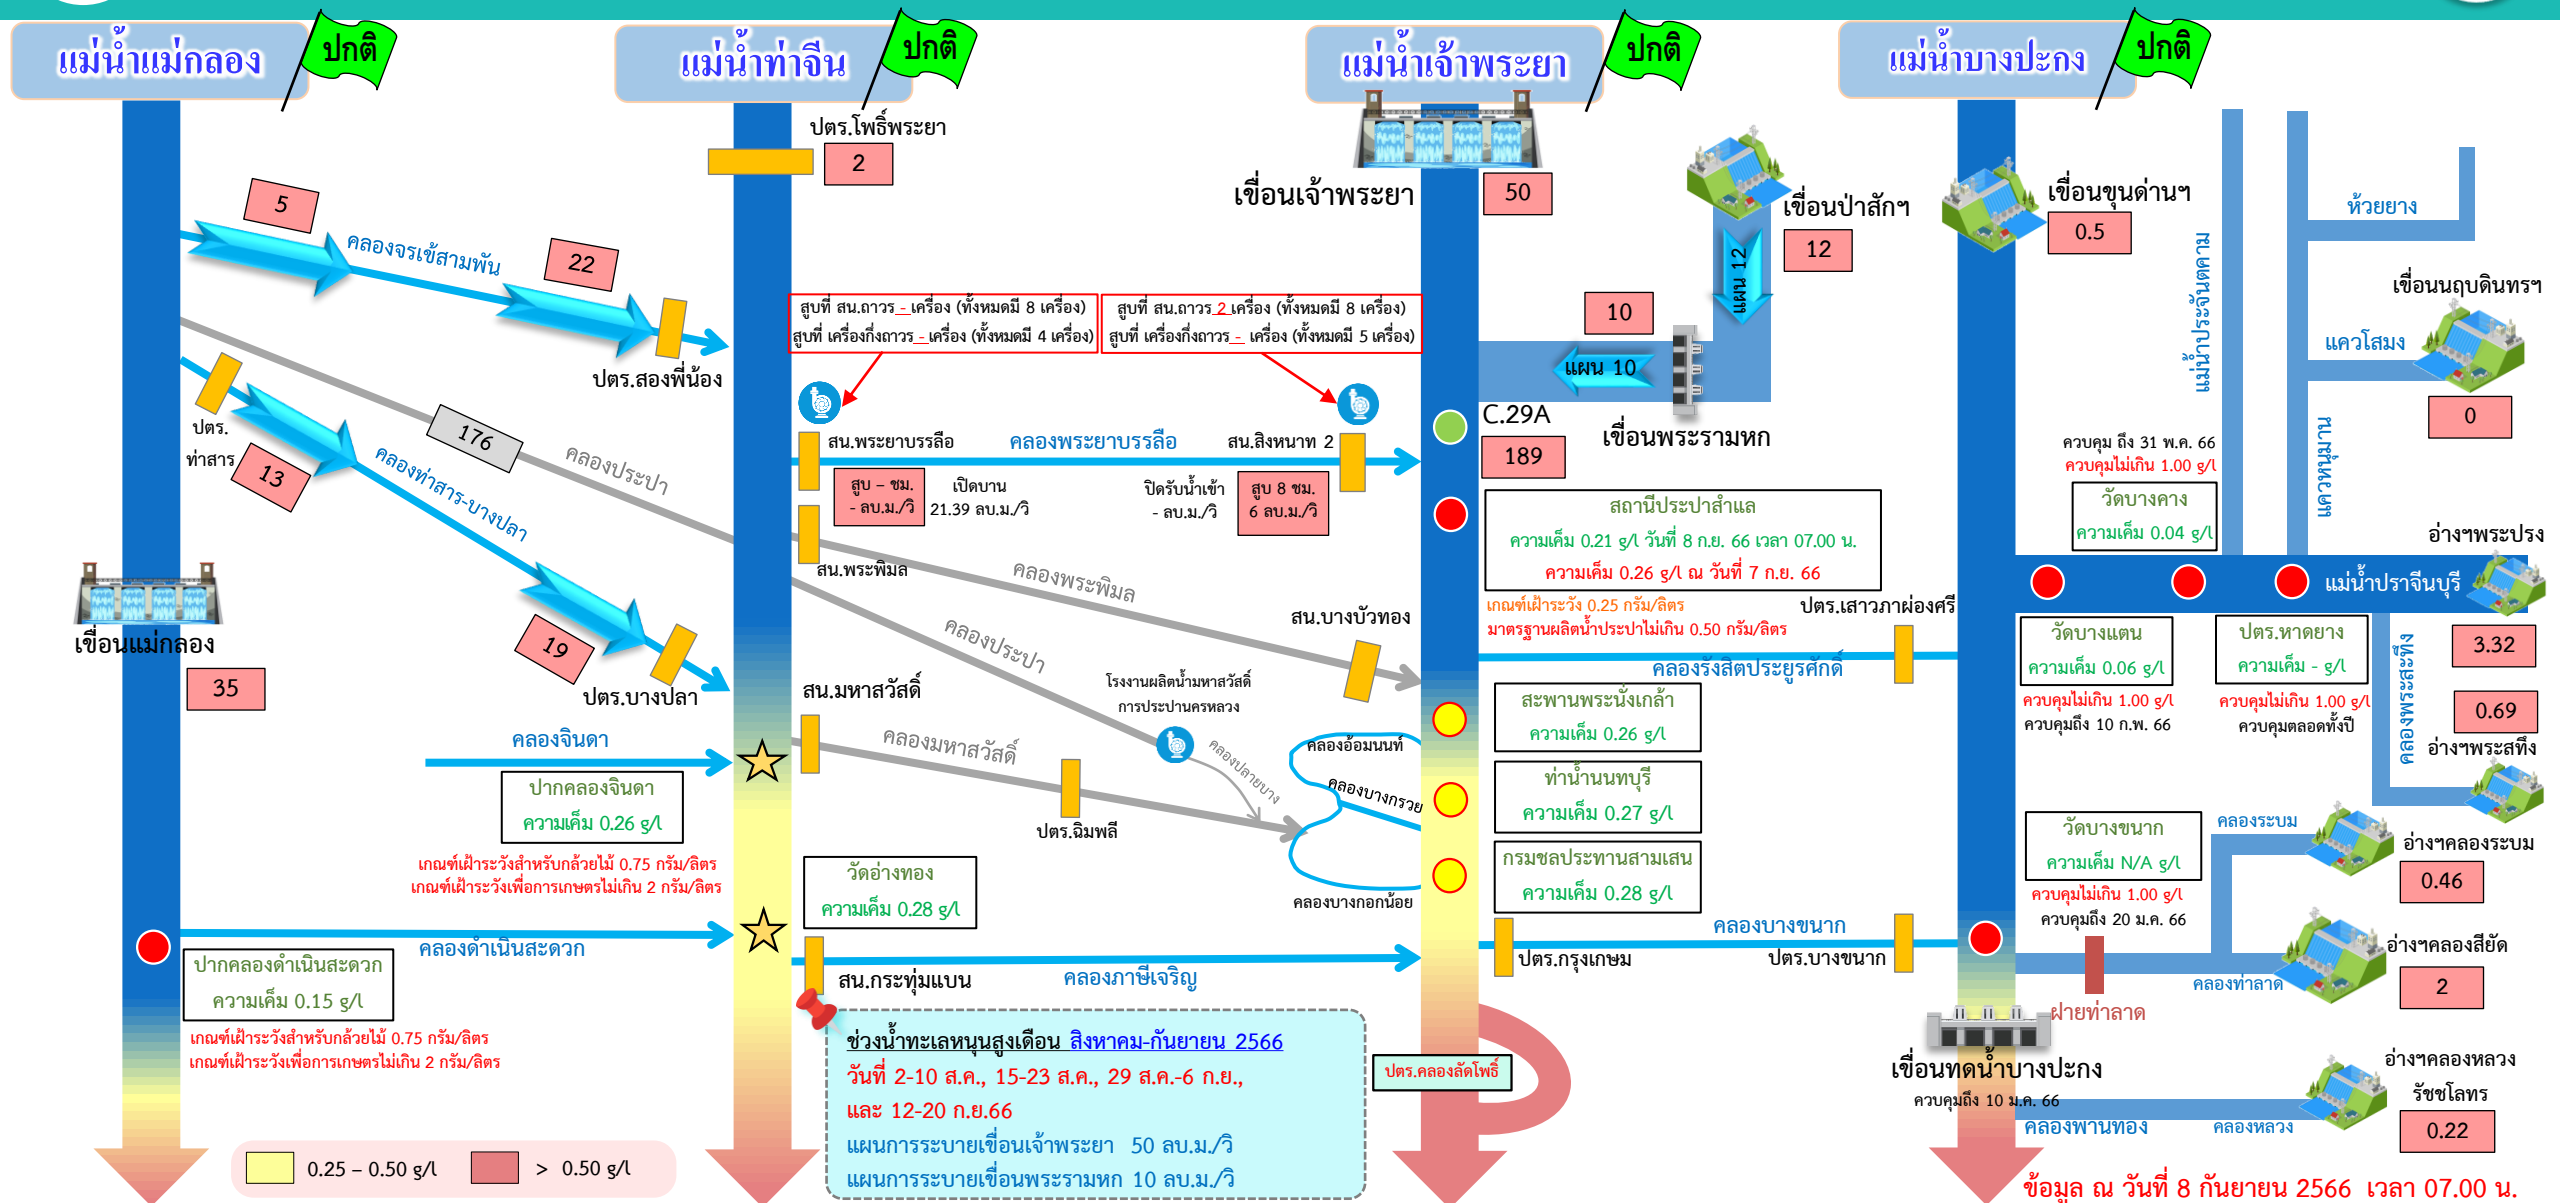 แม่น้ำแม่กลอง
ปกติ
แม่น้ำท่าจีน
ปกติ
แม่น้ำเจ้าพระยา
ปกติ
แม่น้ำบางปะกง
ปกติ
5
คลองจรเข้สามพัน
22
ปตร.สองพี่น้อง
ปตร.
ท่าสาร
13
คลองท่าสาร-บางปลา
19
ปตร.บางปลา
176
คลองประปา
เขื่อนแม่กลอง
35
คลองจินดา
ปากคลองจินดา
ความเค็ม 0.26 g/l
เกณฑ์เฝ้าระวังสำหรับกล้วยไม้ 0.75 กรัม/ลิตร
เกณฑ์เฝ้าระวังเพื่อการเกษตรไม่เกิน 2 กรัม/ลิตร
คลองดำเนินสะดวก
ปากคลองดำเนินสะดวก
ความเค็ม 0.15 g/l
เกณฑ์เฝ้าระวังสำหรับกล้วยไม้ 0.75 กรัม/ลิตร
เกณฑ์เฝ้าระวังเพื่อการเกษตรไม่เกิน 2 กรัม/ลิตร
0.25 – 0.50 g/l
> 0.50 g/l
ปตร.โพธิ์พระยา
2
สูบที่ สน.ถาวร - เครื่อง (ทั้งหมดมี 8 เครื่อง)
สูบที่ เครื่องกึ่งถาวร - เครื่อง (ทั้งหมดมี 4 เครื่อง)
สูบที่ สน.ถาวร 2 เครื่อง (ทั้งหมดมี 8 เครื่อง)
สูบที่ เครื่องกึ่งถาวร - เครื่อง (ทั้งหมดมี 5 เครื่อง)
สน.พระยาบรรลือ
คลองพระยาบรรลือ
สน.สิงหนาท 2
สูบ – ชม.
- ลบ.ม./วิ
เปิดบาน
21.39 ลบ.ม./วิ
ปิดรับน้ำเข้า
- ลบ.ม./วิ
สูบ 8 ชม.
6 ลบ.ม./วิ
สน.พระพิมล
คลองพระพิมล
สน.บางบัวทอง
คลองประปา
โรงงานผลิตน้ำมหาสวัสดิ์
การประปานครหลวง
สน.มหาสวัสดิ์
คลองมหาสวัสดิ์
ปตร.ฉิมพลี
คลองปลายบาง
คลองอ้อมนนท์
คลองบางกรวย
คลองบางกอกน้อย
วัดอ่างทอง
ความเค็ม 0.28 g/l
สน.กระทุ่มแบน
คลองภาษีเจริญ
ช่วงน้ำทะเลหนุนสูงเดือน สิงหาคม-กันยายน 2566
วันที่ 2-10 ส.ค., 15-23 ส.ค., 29 ส.ค.-6 ก.ย.,
และ 12-20 ก.ย.66
แผนการระบายเขื่อนเจ้าพระยา 50 ลบ.ม./วิ
แผนการระบายเขื่อนพระรามหก 10 ลบ.ม./วิ
เขื่อนเจ้าพระยา
50
เขื่อนป่าสักฯ
12
แผน 12
10
แผน 10
เขื่อนพระรามหก
C.29A
189
สถานีประปาสำแล
ความเค็ม 0.21 g/l วันที่ 8 ก.ย. 66 เวลา 07.00 น.
ความเค็ม 0.26 g/l ณ วันที่ 7 ก.ย. 66
เกณฑ์เฝ้าระวัง 0.25 กรัม/ลิตร
มาตรฐานผลิตน้ำประปาไม่เกิน 0.50 กรัม/ลิตร
ปตร.เสาวภาผ่องศรี
คลองรังสิตประยูรศักดิ์
สะพานพระนั่งเกล้า
ความเค็ม 0.26 g/l
ท่าน้ำนนทบุรี
ความเค็ม 0.27 g/l
กรมชลประทานสามเสน
ความเค็ม 0.28 g/l
ปตร.กรุงเกษม
คลองบางขนาก
ปตร.บางขนาก
ปตร.คลองลัดโพธิ์
เขื่อนขุนด่านฯ
0.5
แม่น้ำประจันตคาม
ห้วยยาง
เขื่อนนฤบดินทรฯ
แควโสมง
0
แควหนุมาน
ควบคุม ถึง 31 พ.ค. 66
ควบคุมไม่เกิน 1.00 g/l
วัดบางคาง
ความเค็ม 0.04 g/l
อ่างฯพระปรง
แม่น้ำปราจีนบุรี
3.32
วัดบางแตน
ความเค็ม 0.06 g/l
ควบคุมไม่เกิน 1.00 g/l
ควบคุมถึง 10 ก.พ. 66
ปตร.หาดยาง
ความเค็ม - g/l
ควบคุมไม่เกิน 1.00 g/l
ควบคุมตลอดทั้งปี
คลองพระสะทึง
0.69
อ่างฯพระสทึง
วัดบางขนาก
ความเค็ม N/A g/l
ควบคุมไม่เกิน 1.00 g/l
ควบคุมถึง 20 ม.ค. 66
คลองระบม
อ่างฯคลองระบม
0.46
อ่างฯคลองสียัด
2
คลองท่าลาด
ฝายท่าลาด
เขื่อนทดน้ำบางปะกง
ควบคุมถึง 10 ม.ค. 66
คลองพานทอง
คลองหลวง
อ่างฯคลองหลวง
รัชชโลทร
0.22
ข้อมูล ณ วันที่ 8 กันยายน 2566 เวลา 07.00 น.